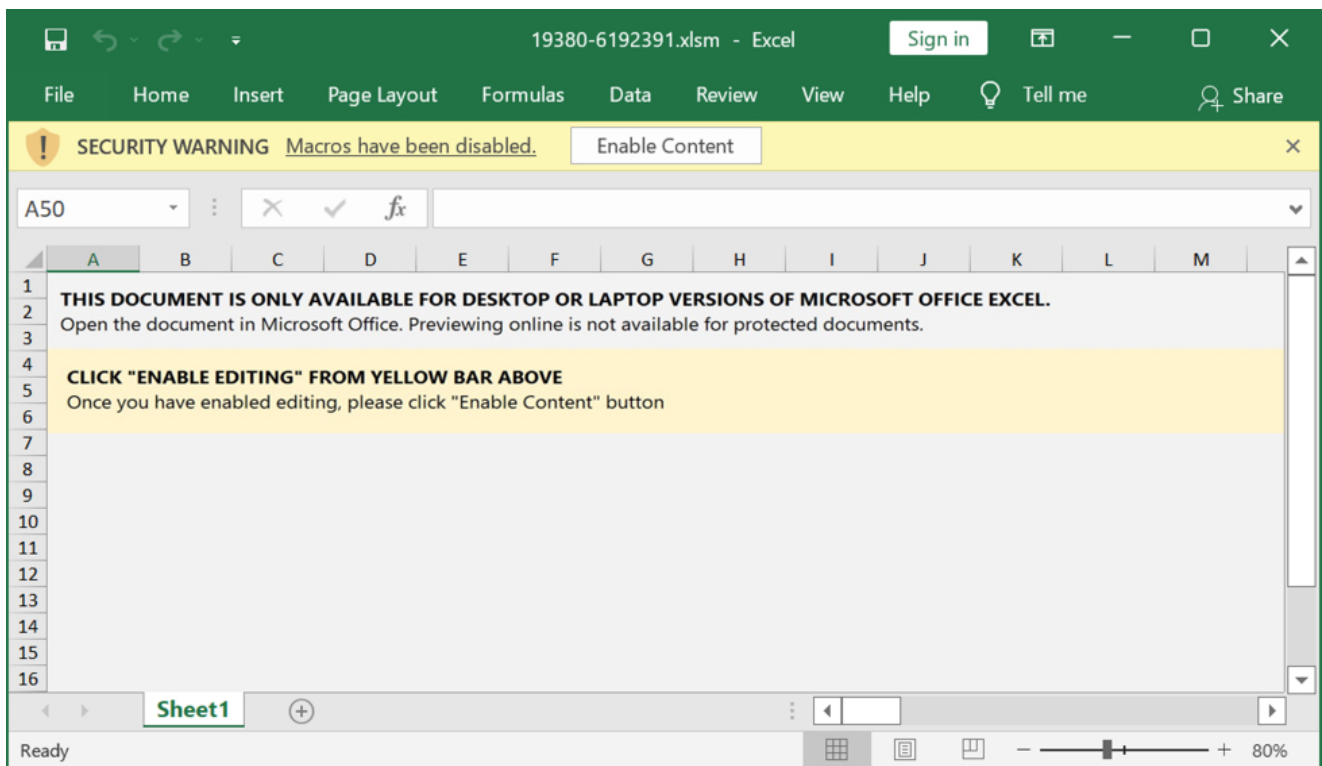 19380-6192391.xlsm - Excel Sign in
File Home Insert Page Layout Formulas Data Review View Help Tell me Share
SECURITY WARNING Macros have been disabled. Enable Content
A50 fx
A B C D E F G H I J K L M
1
THIS DOCUMENT IS ONLY AVAILABLE FOR DESKTOP OR LAPTOP VERSIONS OF MICROSOFT OFFICE EXCEL.
2
Open the document in Microsoft Office. Previewing online is not available for protected documents.
3
4
CLICK "ENABLE EDITING" FROM YELLOW BAR ABOVE
5
Once you have enabled editing, please click "Enable Content" button
6
7
8
9
10
11
12
13
14
15
16
Sheet1
Ready 80%